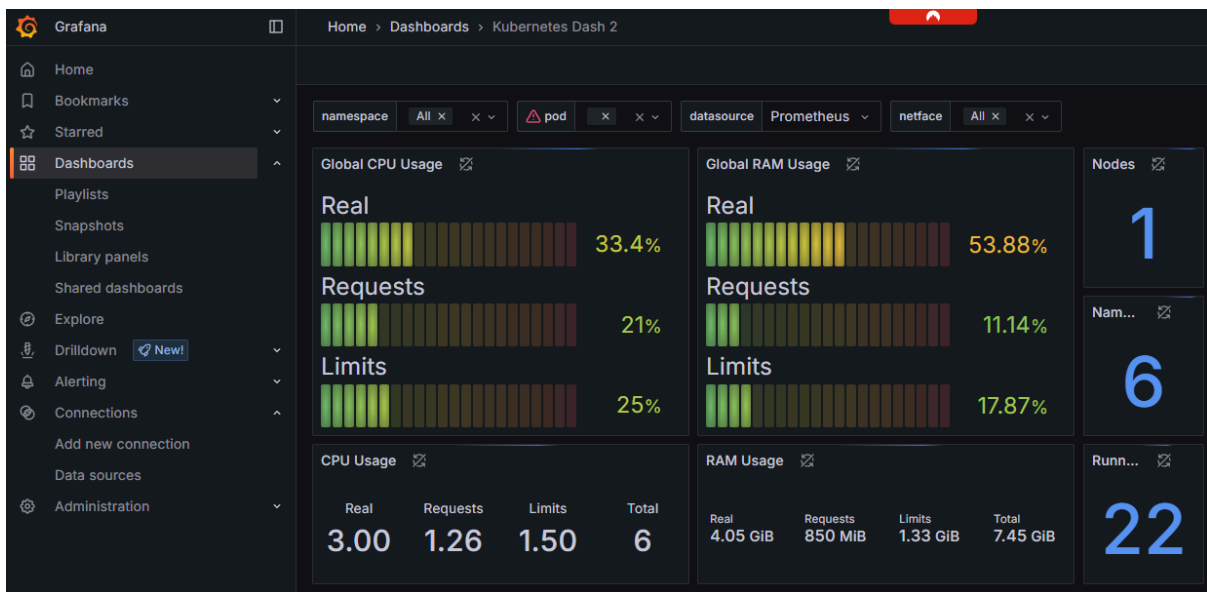 Grafana
Home > Dashboards > Kubernetes Dash 2
Home
Bookmarks
Starred
Dashboards
Playlists
Snapshots
Library panels
Shared dashboards
Explore
Drilldown New!
Alerting
Connections
Add new connection
Data sources
Administration
namespace All × pod × datasource Prometheus netface All ×
Global CPU Usage
Real
33.4%
Requests
21%
Limits
25%
Global RAM Usage
Real
53.88%
Requests
11.14%
Limits
17.87%
Nodes
1
Nam...
6
CPU Usage
Real Requests Limits Total
3.00 1.26 1.50 6
RAM Usage
Real Requests Limits Total
4.05 GiB 850 MiB 1.33 GiB 7.45 GiB
Runn...
22